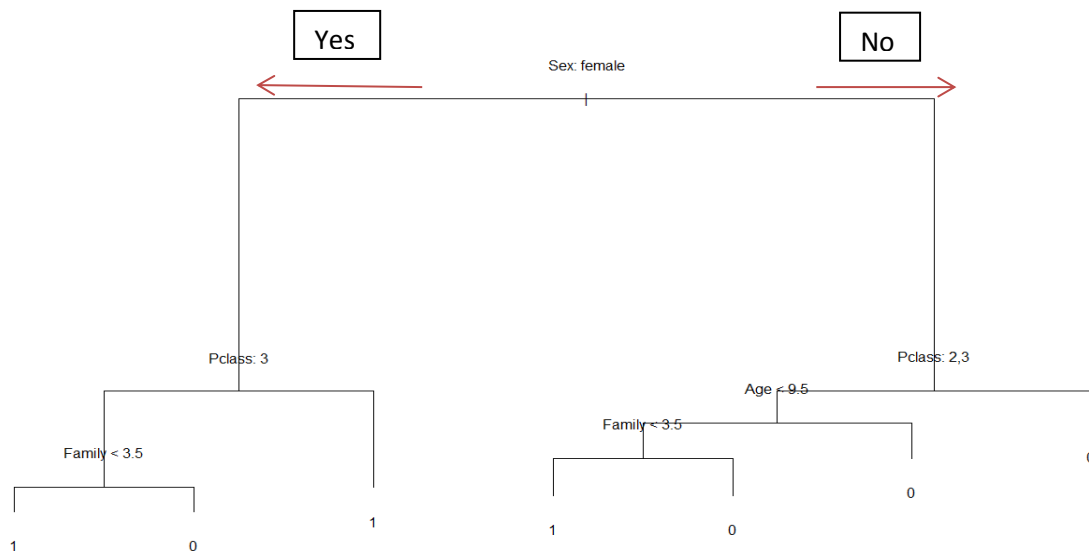 Yes
No
Sex: female
Pclass: 3
Pclass: 2,3
Age < 9.5
Family < 3.5
Family < 3.5
1
0
1
1
0
0
0